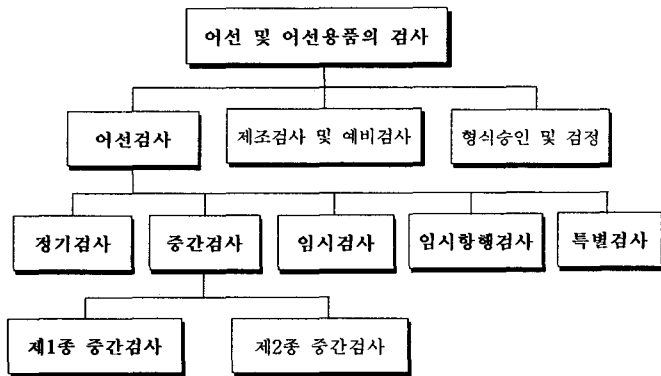 어선 및 어선용품의 검사
어선검사
제조검사 및 예비검사
형식승인 및 검정
정기검사
중간검사
임시검사
임시항행검사
특별검사
제1종 중간검사
제2종 중간검사